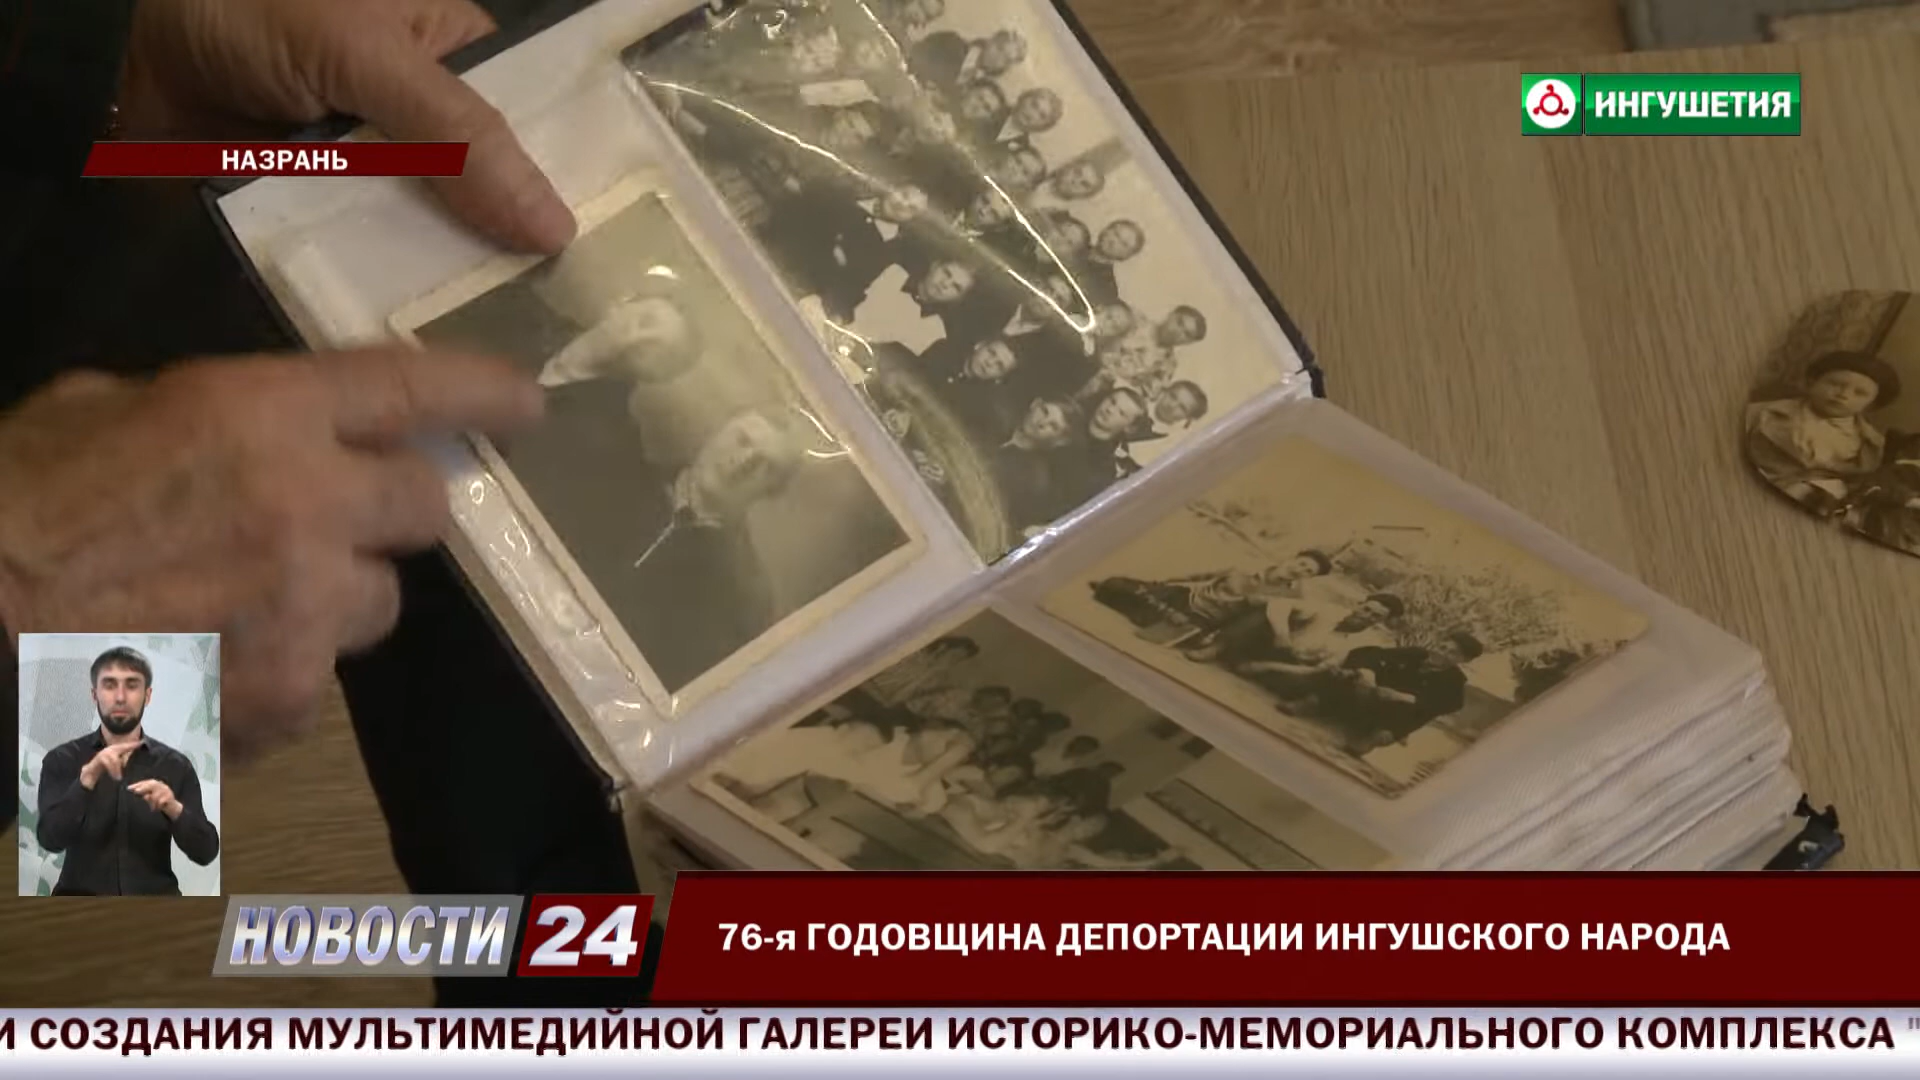 НАЗРАНЬ
ИНГУШЕТИЯ
НОВОСТИ 24
76-я ГОДОВЩИНА ДЕПОРТАЦИИ ИНГУШСКОГО НАРОДА
И СОЗДАНИЯ МУЛЬТИМЕДИЙНОЙ ГАЛЕРЕИ ИСТОРИКО-МЕМОРИАЛЬНОГО КОМПЛЕКСА "